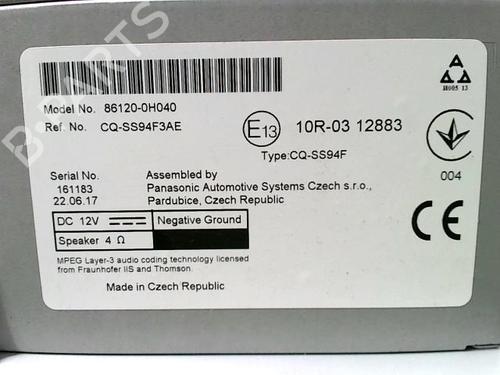 B-PARTS
Model No. 86120-0H040
Ref. No. CQ-SS94F3AE
E13 10R-03 12883
Type:CQ-SS94F
H005 13
004
Serial No.
161183
22.06.17
Assembled by
Panasonic Automotive Systems Czech s.r.o.,
Pardubice, Czech Republic
DC 12V Negative Ground
Speaker 4 Ω
MPEG Layer-3 audio coding technology licensed
from Fraunhofer IIS and Thomson.
Made in Czech Republic
CE